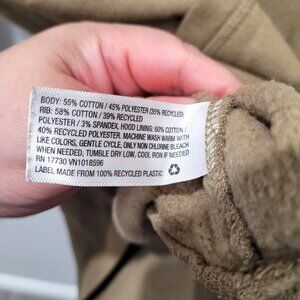 BODY: 55% COTTON / 45% POLYESTER (35% RECYCLED)
RIB: 58% COTTON / 39% RECYCLED
POLYESTER / 3% SPANDEX, HOOD LINING: 60% COTTON /
40% RECYCLED POLYESTER. MACHINE WASH WARM WITH
LIKE COLORS, GENTLE CYCLE, ONLY NON CHLORINE BLEACH
WHEN NEEDED, TUMBLE DRY LOW, COOL IRON IF NEEDED
RN 17730 VN1018596
LABEL MADE FROM 100% RECYCLED PLASTIC